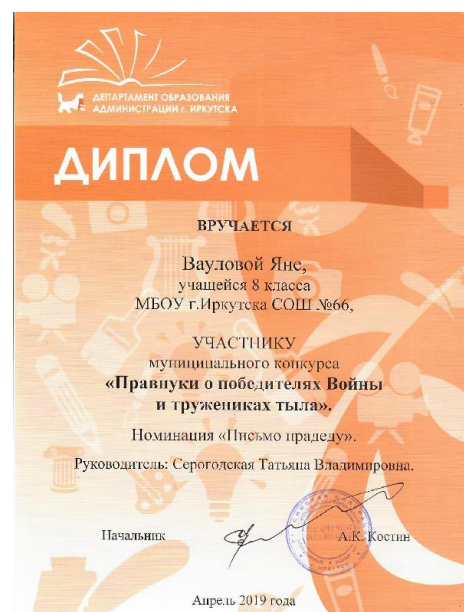 ДЕПАРТАМЕНТ ОБРАЗОВАНИЯ
АДМИНИСТРАЦИИ г. ИРКУТСКА
ДИПЛОМ
ВРУЧАЕТСЯ
Вауловой Яне,
учащейся 8 класса
МБОУ г.Иркутска СОШ №66,
УЧАСТНИКУ
муниципального конкурса
«Правнуки о победителях Войны
и тружениках тыла».
Номинация «Письмо прадеду».
Руководитель: Серогодская Татьяна Владимировна.
Начальник А.К. Костин
Апрель 2019 года